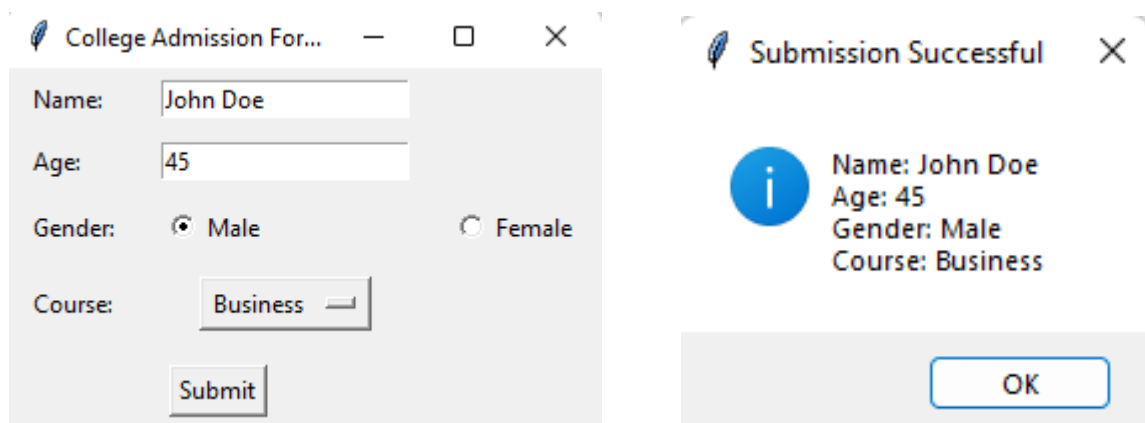 College Admission For...
Name: John Doe
Age: 45
Gender: Male Female
Course: Business
Submit
Submission Successful
Name: John Doe
Age: 45
Gender: Male
Course: Business
OK